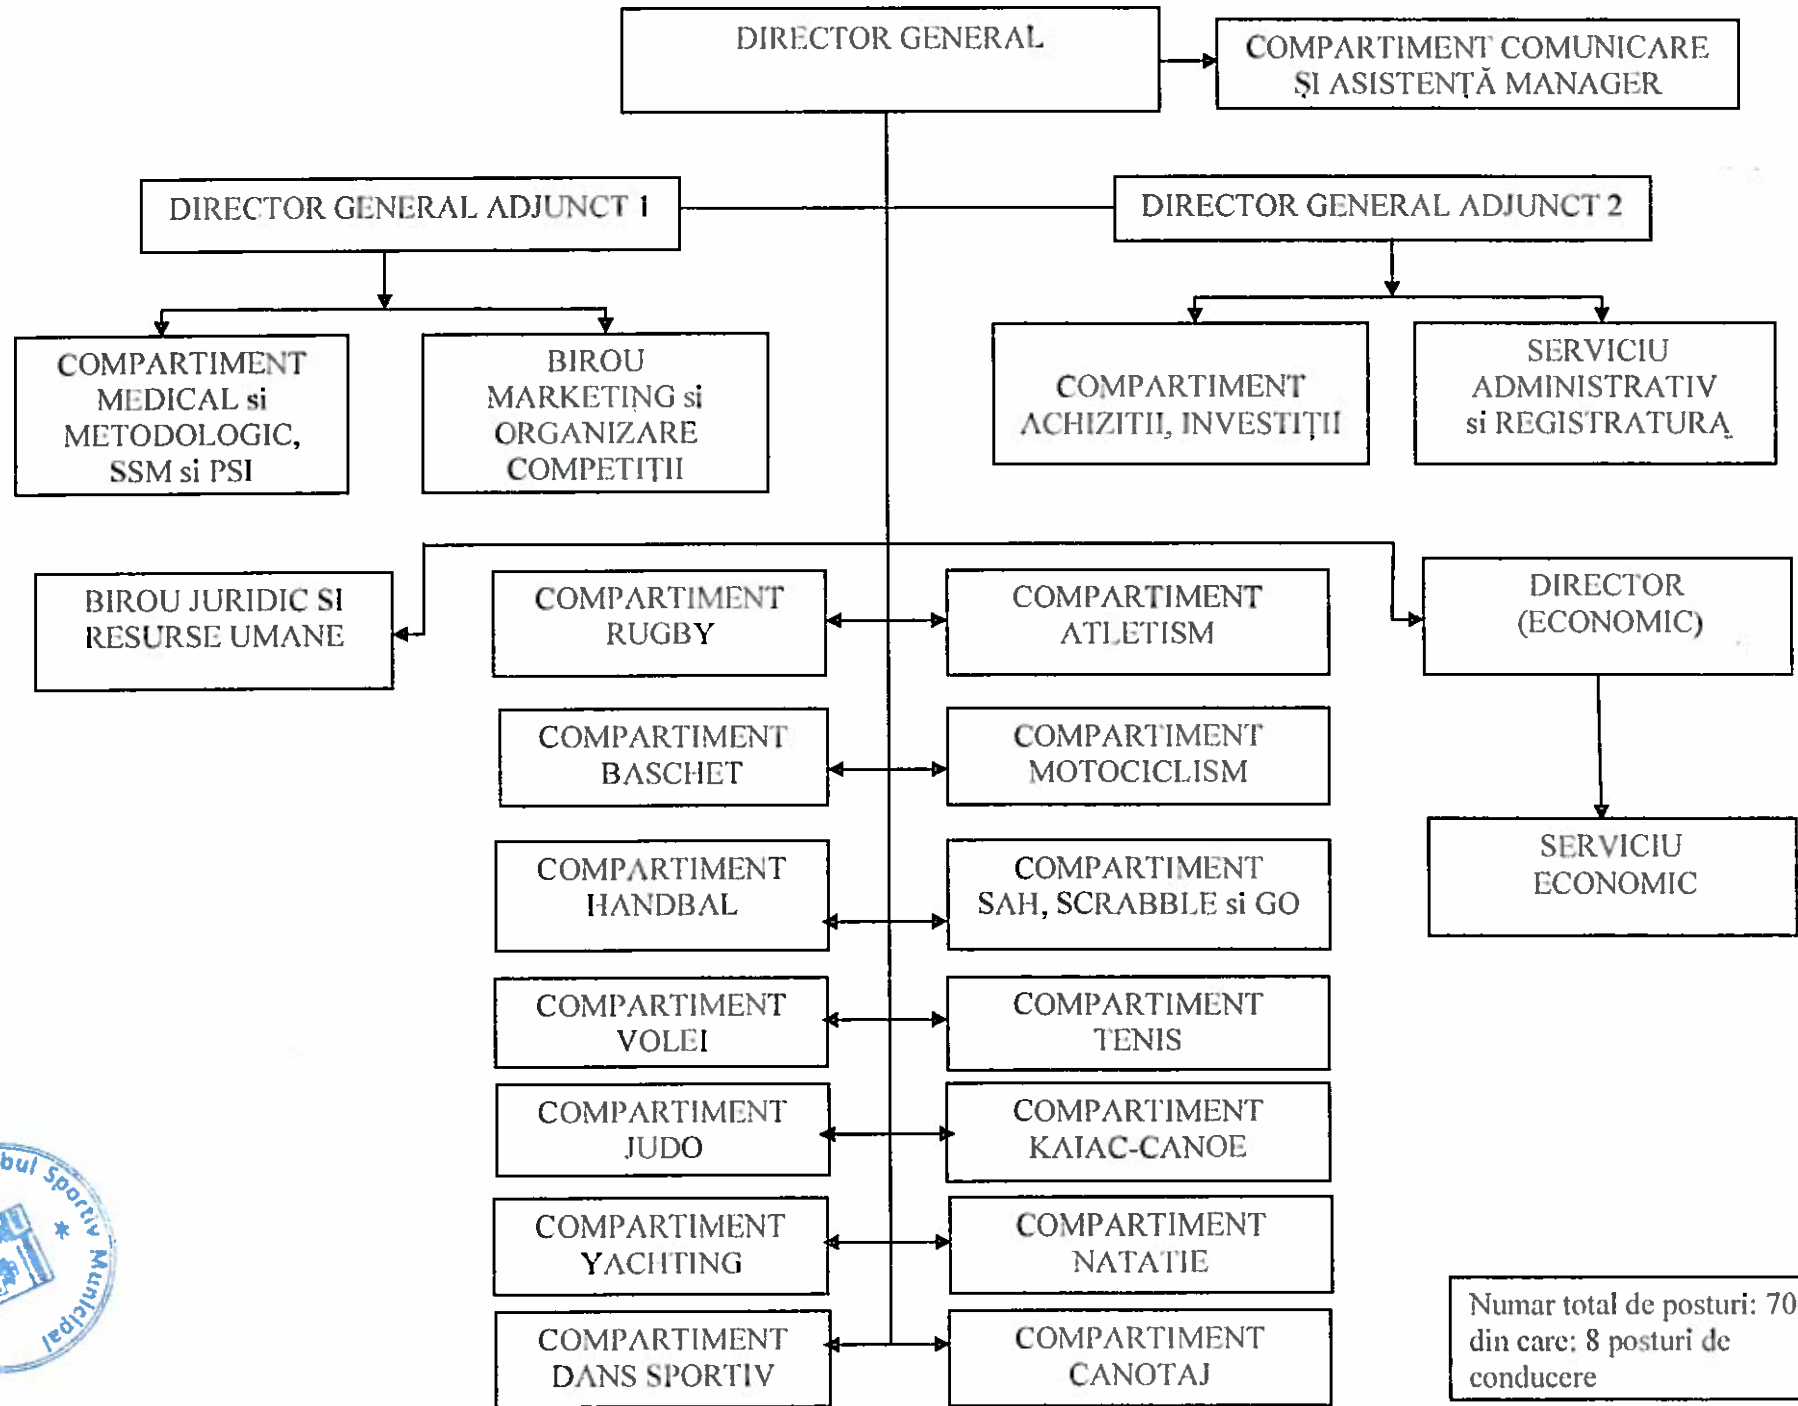 DIRECTOR GENERAL
COMPARTIMENT COMUNICARE
ȘI ASISTENȚĂ MANAGER
DIRECTOR GENERAL ADJUNCT 1
DIRECTOR GENERAL ADJUNCT 2
COMPARTIMENT
MEDICAL si
METODOLOGIC,
SSM si PSI
BIROU
MARKETING si
ORGANIZARE
COMPETIȚII
COMPARTIMENT
ACHIZITII, INVESTIȚII
SERVICIU
ADMINISTRATIV
si REGISTRATURA
BIROU JURIDIC SI
RESURSE UMANE
COMPARTIMENT
RUGBY
COMPARTIMENT
ATLETISM
DIRECTOR
(ECONOMIC)
COMPARTIMENT
BASCHET
COMPARTIMENT
MOTOCICLISM
COMPARTIMENT
HANDBAL
COMPARTIMENT
SAH, SCRABBLE si GO
SERVICIU
ECONOMIC
COMPARTIMENT
VOLEI
COMPARTIMENT
TENIS
COMPARTIMENT
JUDO
COMPARTIMENT
KAIAC-CANOE
COMPARTIMENT
YACHTING
COMPARTIMENT
NATATIE
COMPARTIMENT
DANS SPORTIV
COMPARTIMENT
CANOTAJ
Numar total de posturi: 70
din care: 8 posturi de
conducere
Sportiv Municipal